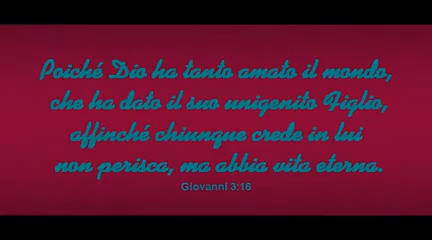 Poiché Dio ha tanto amato il mondo,
che ha dato il suo unigenito Figlio,
affinché chiunque crede in lui
non perisca, ma abbia vita eterna.
Giovanni 3:16